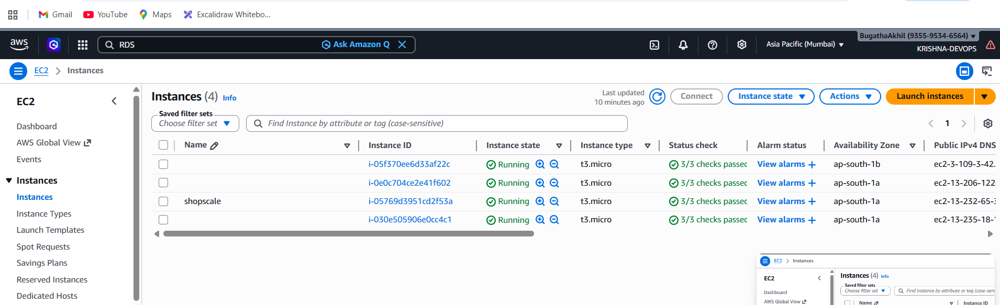 Gmail YouTube Maps Excalidraw Whitebo...
aws RDS Ask Amazon Q Asia Pacific (Mumbai) BugathaAkhil (9355-9534-6564)
KRISHNA-DEVOPS
EC2 Instances
EC2
Dashboard
AWS Global View
Events
Instances
Instances
Instance Types
Launch Templates
Spot Requests
Savings Plans
Reserved Instances
Dedicated Hosts
Instances (4) Info
Last updated
10 minutes ago
Connect Instance state Actions Launch instances
Saved filter sets
Choose filter set Find Instance by attribute or tag (case-sensitive) 1
Name Instance ID Instance state Instance type Status check Alarm status Availability Zone Public IPv4 DNS
i-05f370ee6d33af22c Running t3.micro 3/3 checks passed View alarms ap-south-1b ec2-3-109-3-42.
i-0e0c704ce2e41f602 Running t3.micro 3/3 checks passed View alarms ap-south-1a ec2-13-206-122
shopscale i-05769d3951cd2f53a Running t3.micro 3/3 checks passed View alarms ap-south-1a ec2-13-232-65-3
i-030e505906e0cc4c1 Running t3.micro 3/3 checks passed View alarms ap-south-1a ec2-13-235-18-1
EC2 Instances
EC2
Dashboard
AWS Global View
Instances (4) Info
Saved filter sets
Choose filter set Find Instance by attribute or tag (case-sens
Name Instance ID